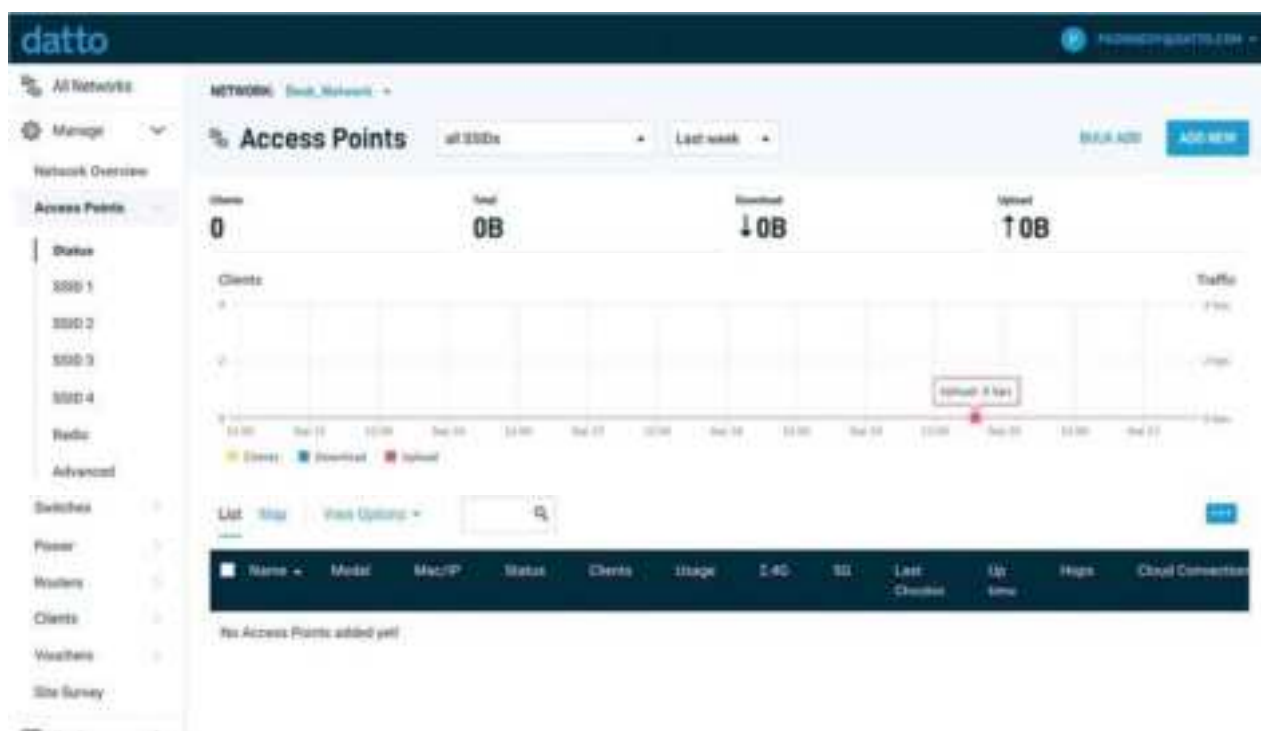 datto
All Networks
NETWORK:
Manage
Access Points
all SSIDs
Last week
BULK ADD
ADD NEW
Network Overview
Access Points
Clients
Total
Download
Upload
0
0B
↓0B
↑0B
Status
SSID 1
SSID 2
SSID 3
SSID 4
Radio
Advanced
Switches
Power
Routers
Clients
Vouchers
Site Survey
Clients
Traffic
Clients
Download
Upload
List
Map
View Options
Name
Model
Mac/IP
Status
Clients
Usage
2.4G
5G
Last Checkin
Up time
Hops
Cloud Connection
No Access Points added yet!